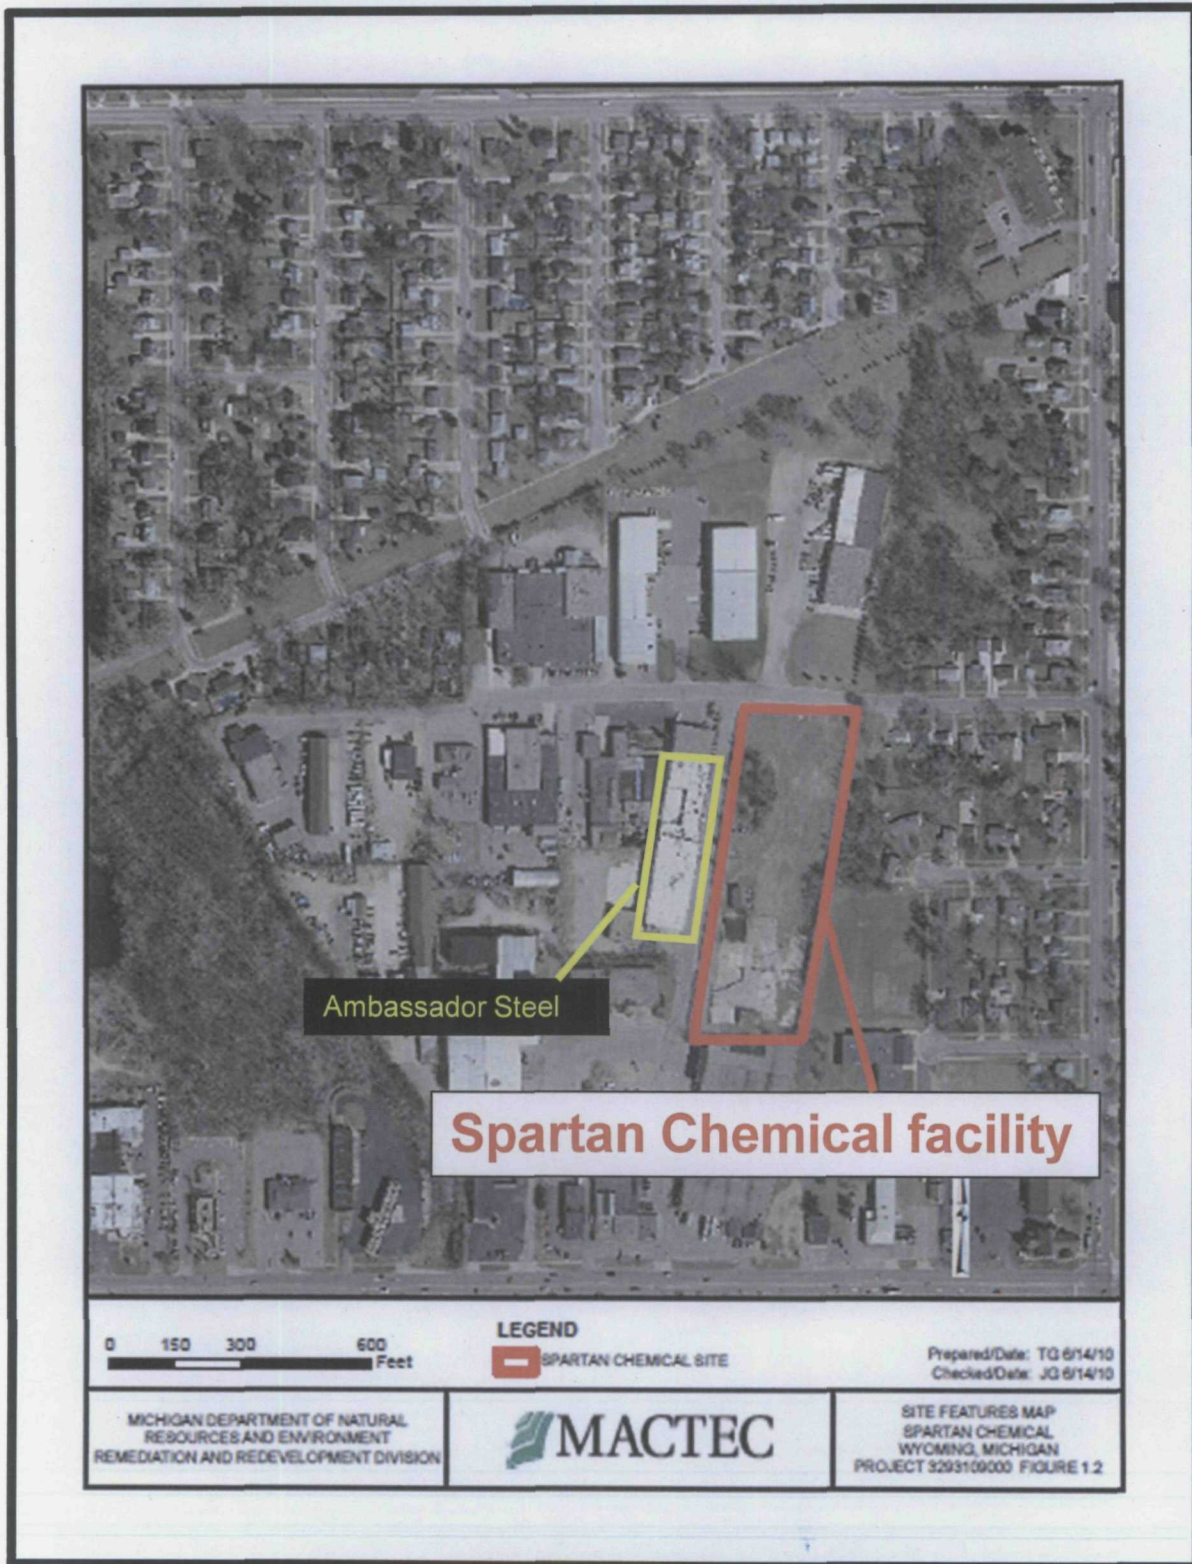 Ambassador Steel
Spartan Chemical facility
0 150 300 600
Feet
LEGEND
SPARTAN CHEMICAL SITE
Prepared/Date: TG 6/14/10
Checked/Date: JG 6/14/10
MICHIGAN DEPARTMENT OF NATURAL
RESOURCES AND ENVIRONMENT
REMEDIATION AND REDEVELOPMENT DIVISION
MACTEC
SITE FEATURES MAP
SPARTAN CHEMICAL
WYOMING, MICHIGAN
PROJECT 3293109000 FIGURE 1.2